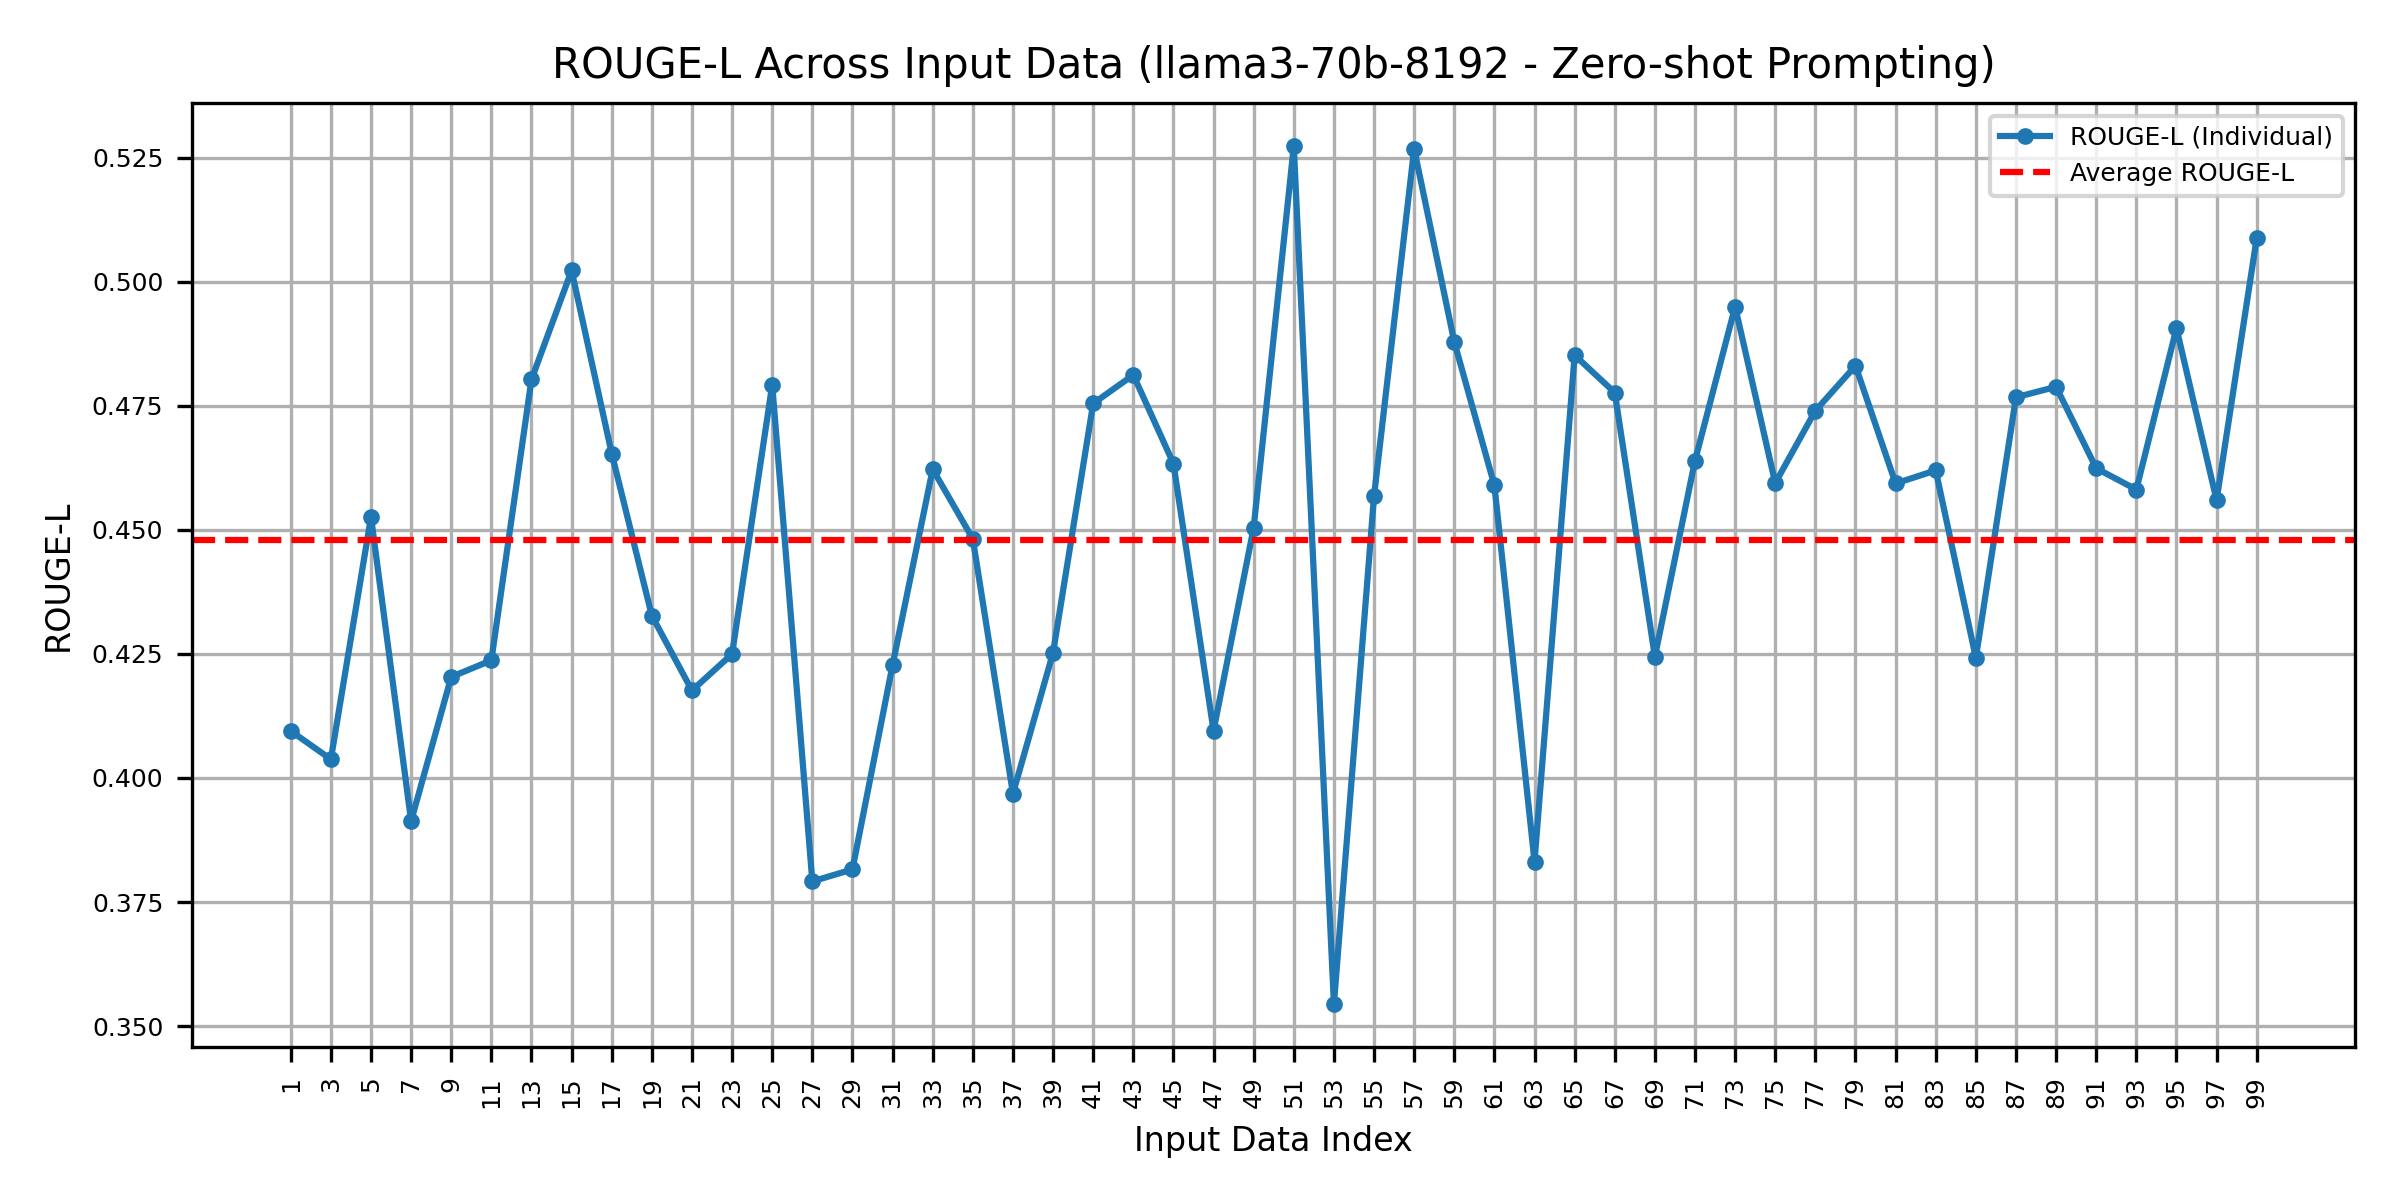 ROUGE-L Across Input Data (llama3-70b-8192 - Zero-shot Prompting)
ROUGE-L (Individual)
Average ROUGE-L
0.525
0.500
0.475
0.450
0.425
0.400
0.375
0.350
ROUGE-L
1 3 5 7 9 11 13 15 17 19 21 23 25 27 29 31 33 35 37 39 41 43 45 47 49 51 53 55 57 59 61 63 65 67 69 71 73 75 77 79 81 83 85 87 89 91 93 95 97 99
Input Data Index